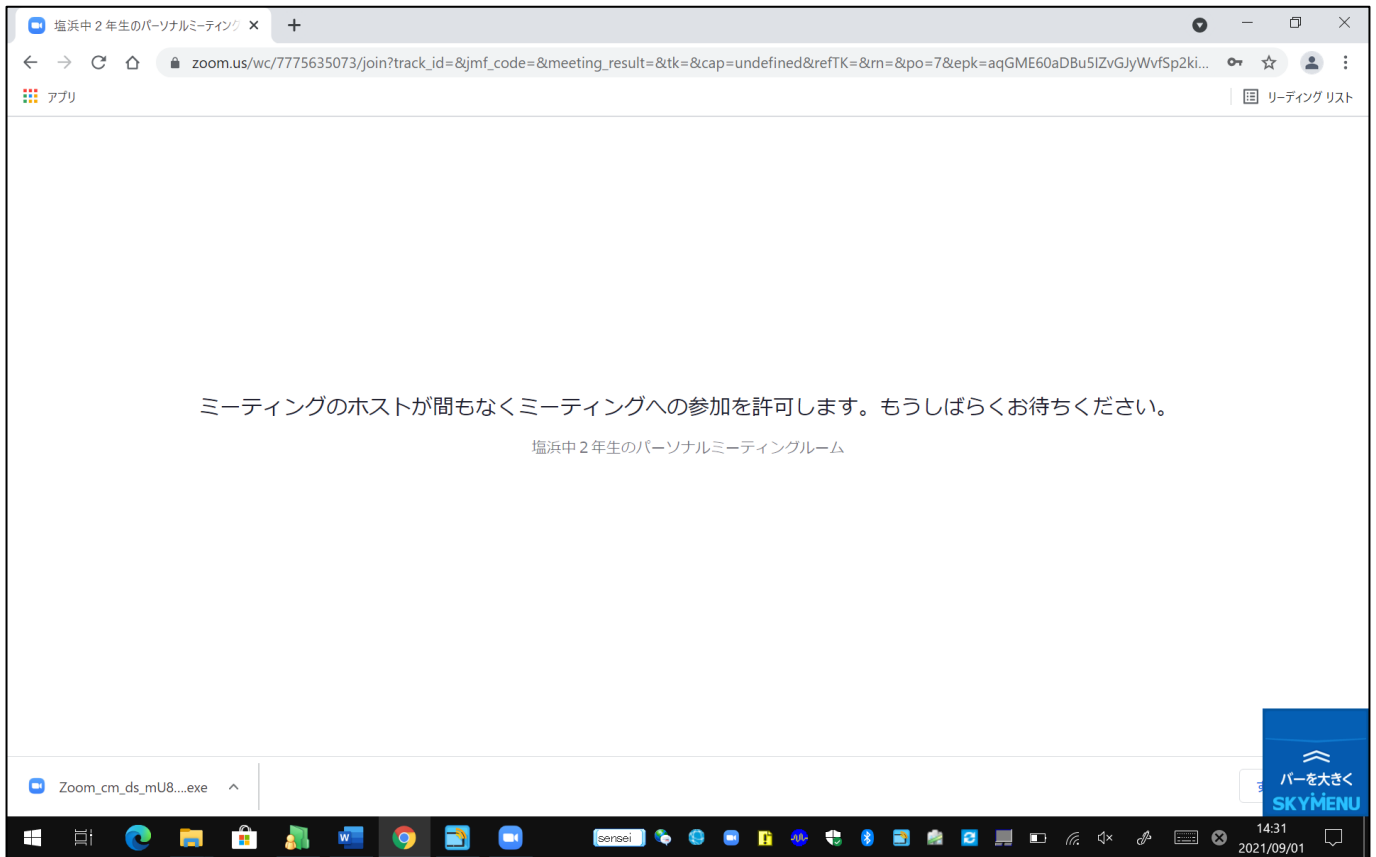 塩浜中２年生のパーソナルミーティング
zoom.us/wc/7775635073/join?track_id=&jmf_code=&meeting_result=&tk=&cap=undefined&refTK=&rn=&po=7&epk=aqGME60aDBu5IZvGJyWvfSp2ki...
アプリ
リーディング リスト
ミーティングのホストが間もなくミーティングへの参加を許可します。もうしばらくお待ちください。
塩浜中２年生のパーソナルミーティングルーム
Zoom_cm_ds_mU8....exe
す
バーを大きく
SKYMENU
sensei
14:31
2021/09/01